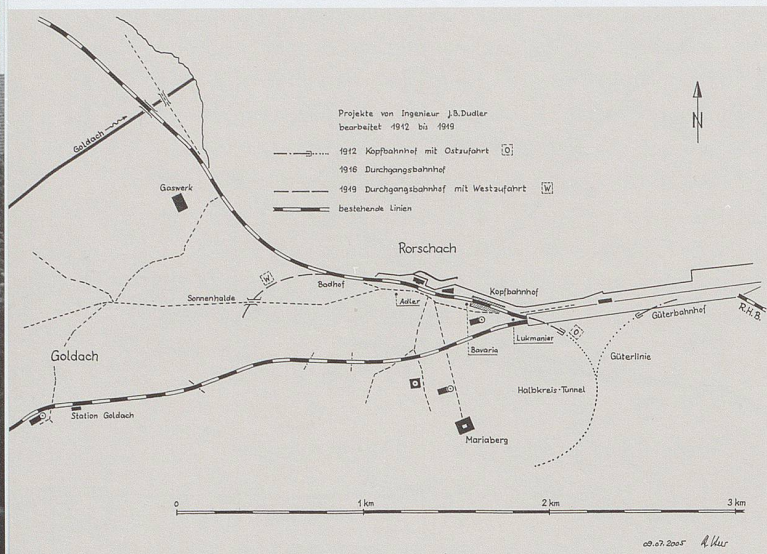 Projekte von Ingenieur J.B.Dudler
bearbeitet 1912 bis 1919
1912 Kopfbahnhof mit Ostzufahrt O
1916 Durchgangsbahnhof
1919 Durchgangsbahnhof mit Westzufahrt W
bestehende Linien
N
Goldach
Gaswerk
Rorschach
W
Badhof
Sonnenhalde
Adler
Kopfbahnhof
Güterbahnhof
R.H.B.
O
Lukmanier
Bavaria
Güterlinie
Goldach
Halbkreis-Tunnel
Station Goldach
Mariaberg
0 1 km 2 km 3 km
09.07.2005